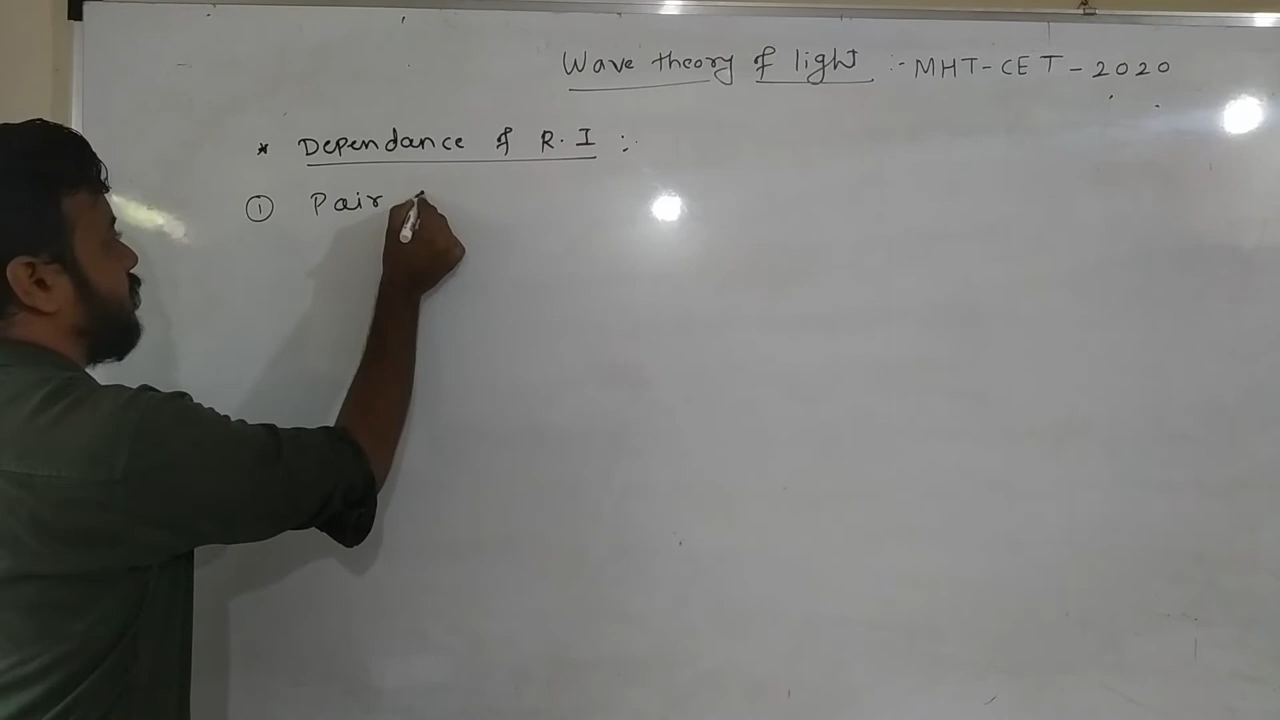 Wave theory of light :- MHT-CET-2020
* Dependance of R.I :
① Pair